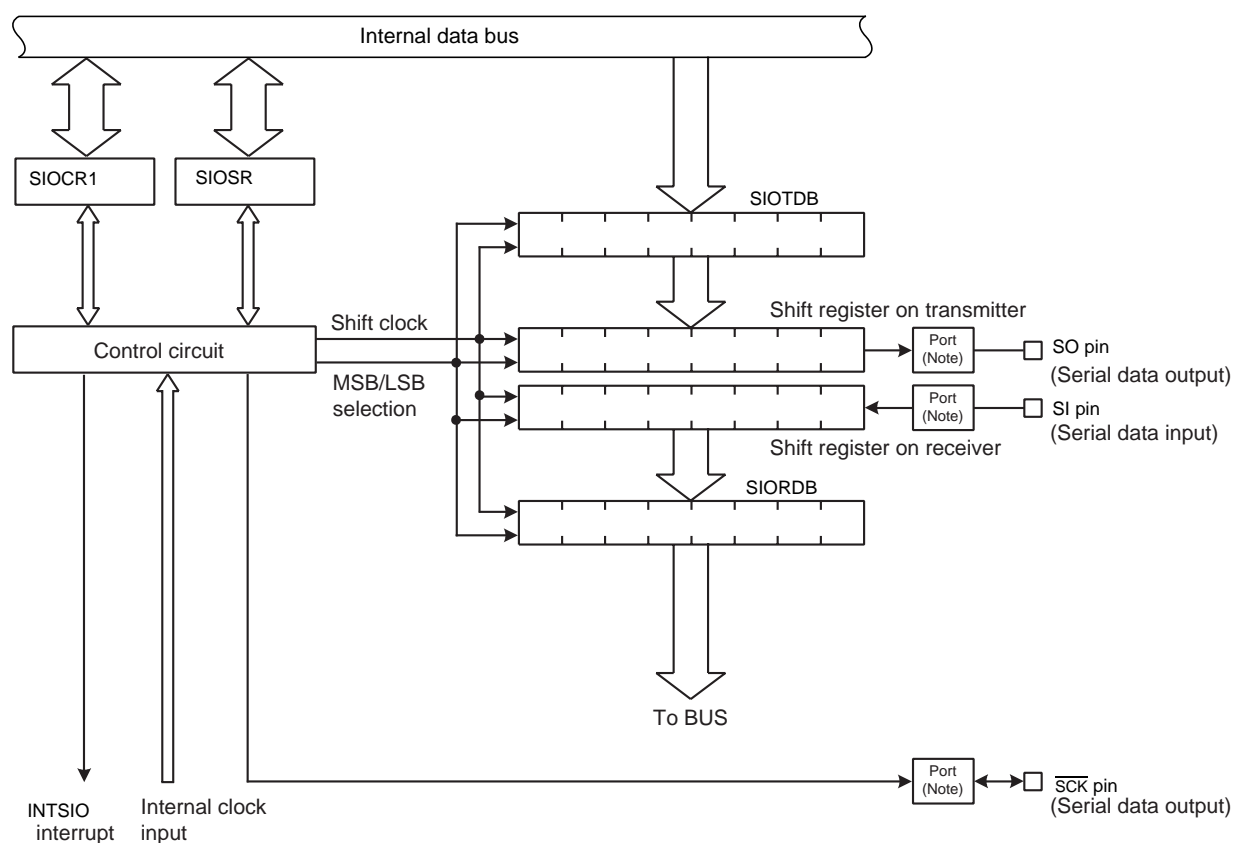 Internal data bus
SIOCR1
SIOSR
SIOTDB
Shift clock
Shift register on transmitter
Control circuit
Port
(Note)
SO pin
(Serial data output)
MSB/LSB
selection
Port
(Note)
SI pin
(Serial data input)
Shift register on receiver
SIORDB
To BUS
Port
(Note)
SCK pin
(Serial data output)
INTSIO
interrupt
Internal clock
input